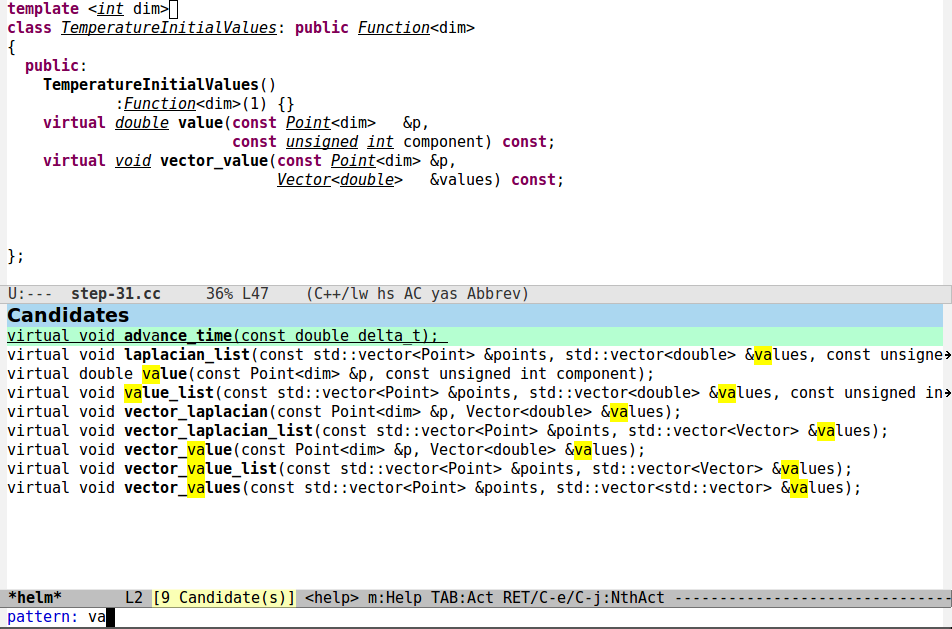 template <int dim>
class TemperatureInitialValues: public Function<dim>
{
  public:
    TemperatureInitialValues()
            :Function<dim>(1) {}
    virtual double value(const Point<dim>   &p,
                         const unsigned int component) const;
    virtual void vector_value(const Point<dim> &p,
                              Vector<double>   &values) const;
};
U:---  step-31.cc     36% L47    (C++/lw hs AC yas Abbrev)
Candidates
virtual void advance_time(const double delta_t);
virtual void laplacian_list(const std::vector<Point> &points, std::vector<double> &values, const unsigne→
virtual double value(const Point<dim> &p, const unsigned int component);
virtual void value_list(const std::vector<Point> &points, std::vector<double> &values, const unsigned in→
virtual void vector_laplacian(const Point<dim> &p, Vector<double> &values);
virtual void vector_laplacian_list(const std::vector<Point> &points, std::vector<Vector> &values);
virtual void vector_value(const Point<dim> &p, Vector<double> &values);
virtual void vector_value_list(const std::vector<Point> &points, std::vector<Vector> &values);
virtual void vector_values(const std::vector<Point> &points, std::vector<std::vector> &values);
*helm*       L2 [9 Candidate(s)] <help> m:Help TAB:Act RET/C-e/C-j:NthAct -------------------------------
pattern: va